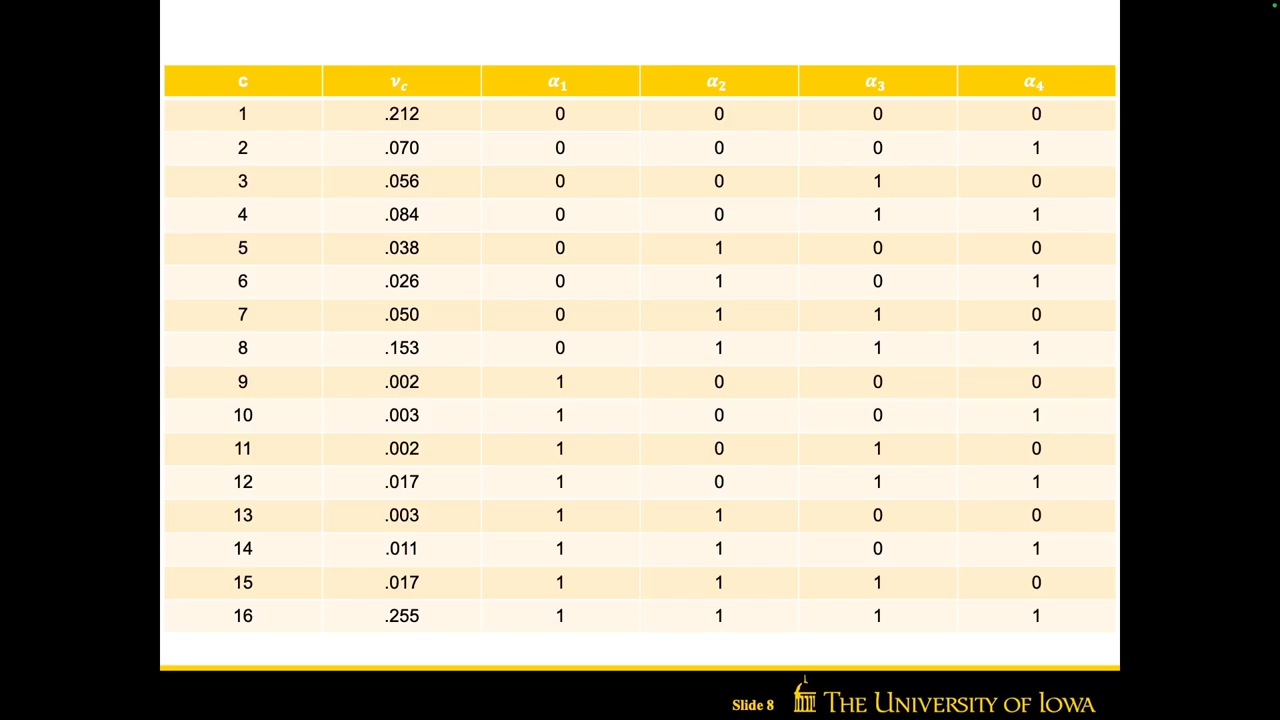 c ν_c α₁ α₂ α₃ α₄
1 .212 0 0 0 0
2 .070 0 0 0 1
3 .056 0 0 1 0
4 .084 0 0 1 1
5 .038 0 1 0 0
6 .026 0 1 0 1
7 .050 0 1 1 0
8 .153 0 1 1 1
9 .002 1 0 0 0
10 .003 1 0 0 1
11 .002 1 0 1 0
12 .017 1 0 1 1
13 .003 1 1 0 0
14 .011 1 1 0 1
15 .017 1 1 1 0
16 .255 1 1 1 1
Slide 8 THE UNIVERSITY OF IOWA